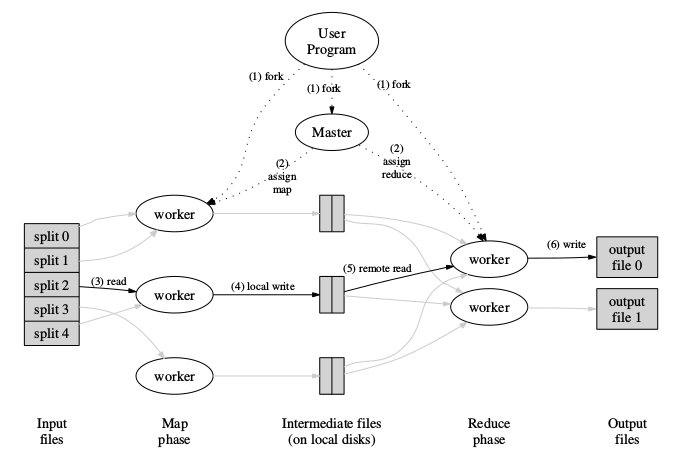 User
Program
(1) fork
(1) fork
(1) fork
Master
(2)
assign
map
(2)
assign
reduce
worker
split 0
split 1
split 2
split 3
split 4
(3) read
worker
(4) local write
(5) remote read
worker
(6) write
output
file 0
worker
output
file 1
worker
Input
files
Map
phase
Intermediate files
(on local disks)
Reduce
phase
Output
files